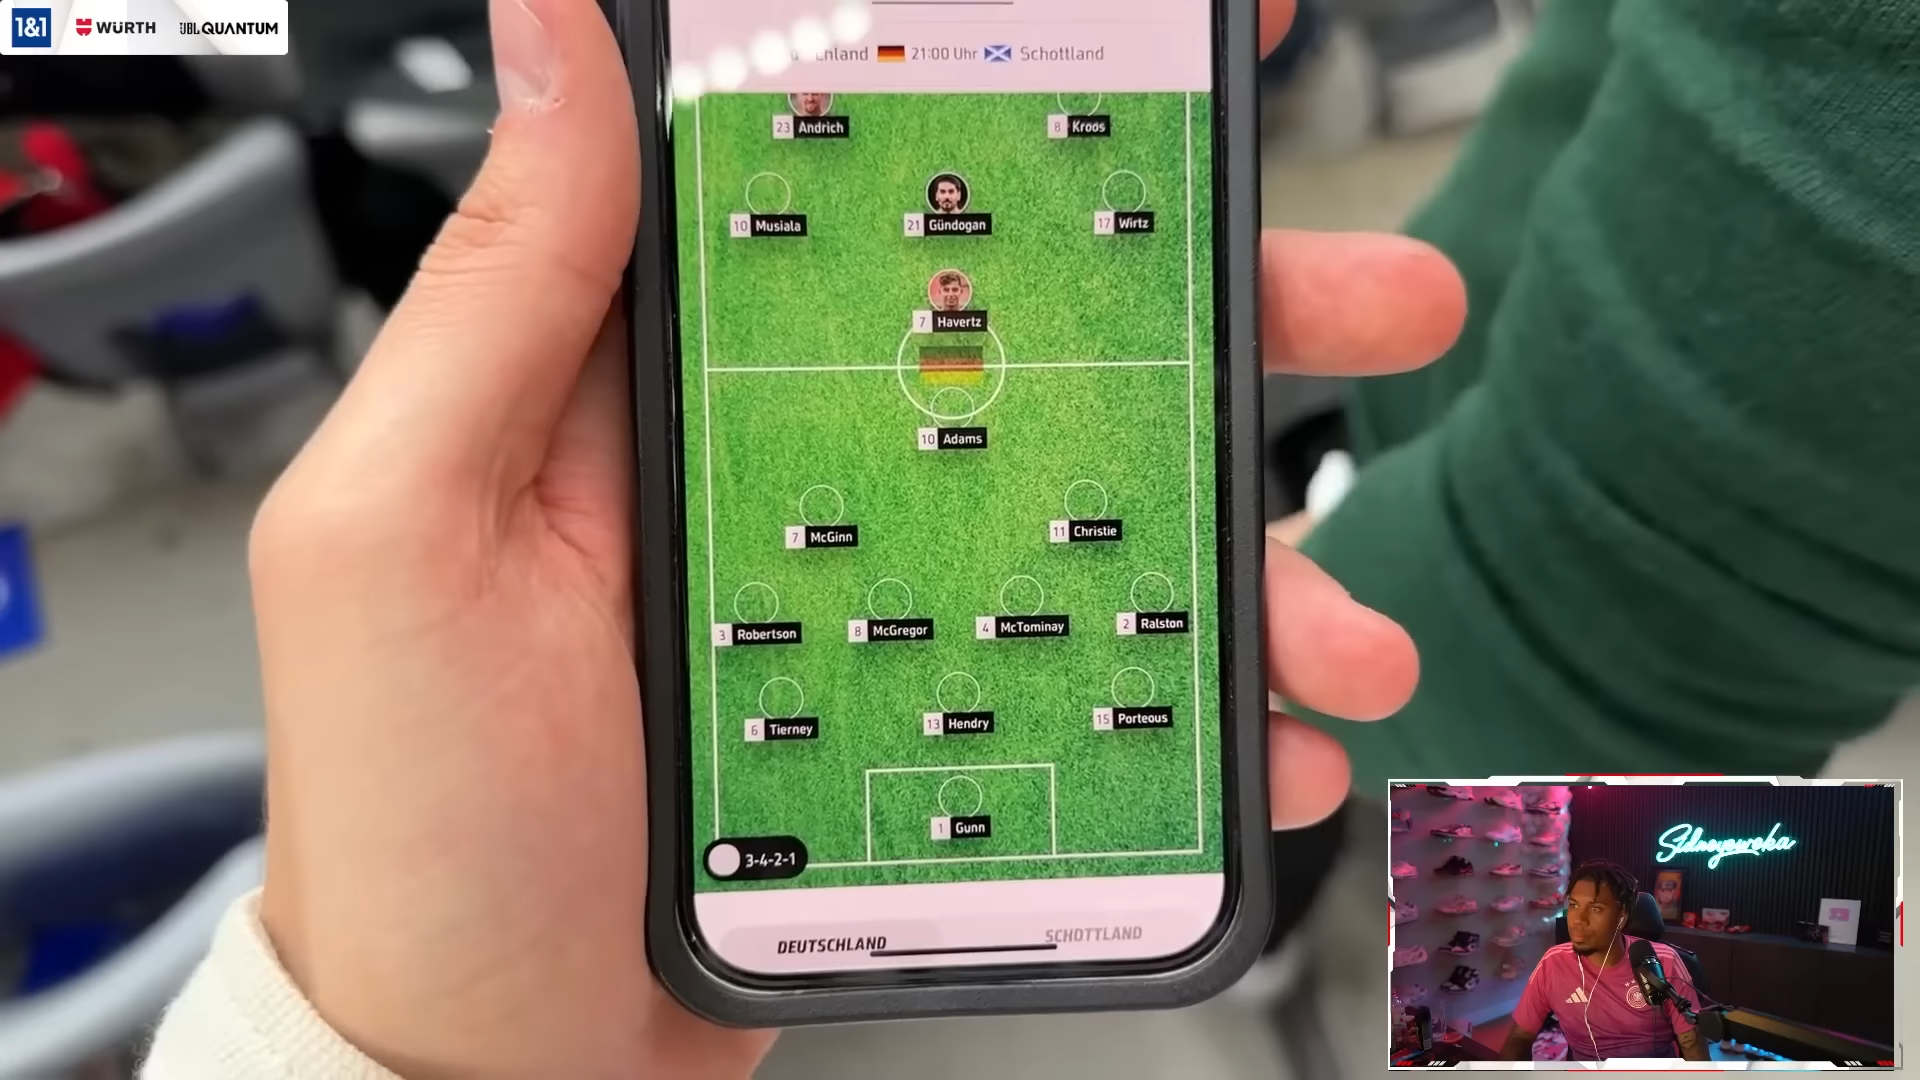 1&1 WÜRTH JBL QUANTUM
21:00 Uhr Schottland
23 Andrich
8 Kroos
10 Musiala
21 Gündogan
17 Wirtz
7 Havertz
10 Adams
7 McGinn
11 Christie
3 Robertson
8 McGregor
4 McTominay
2 Ralston
6 Tierney
13 Hendry
15 Porteous
1 Gunn
3-4-2-1
DEUTSCHLAND
SCHOTTLAND
Sidneyeweka